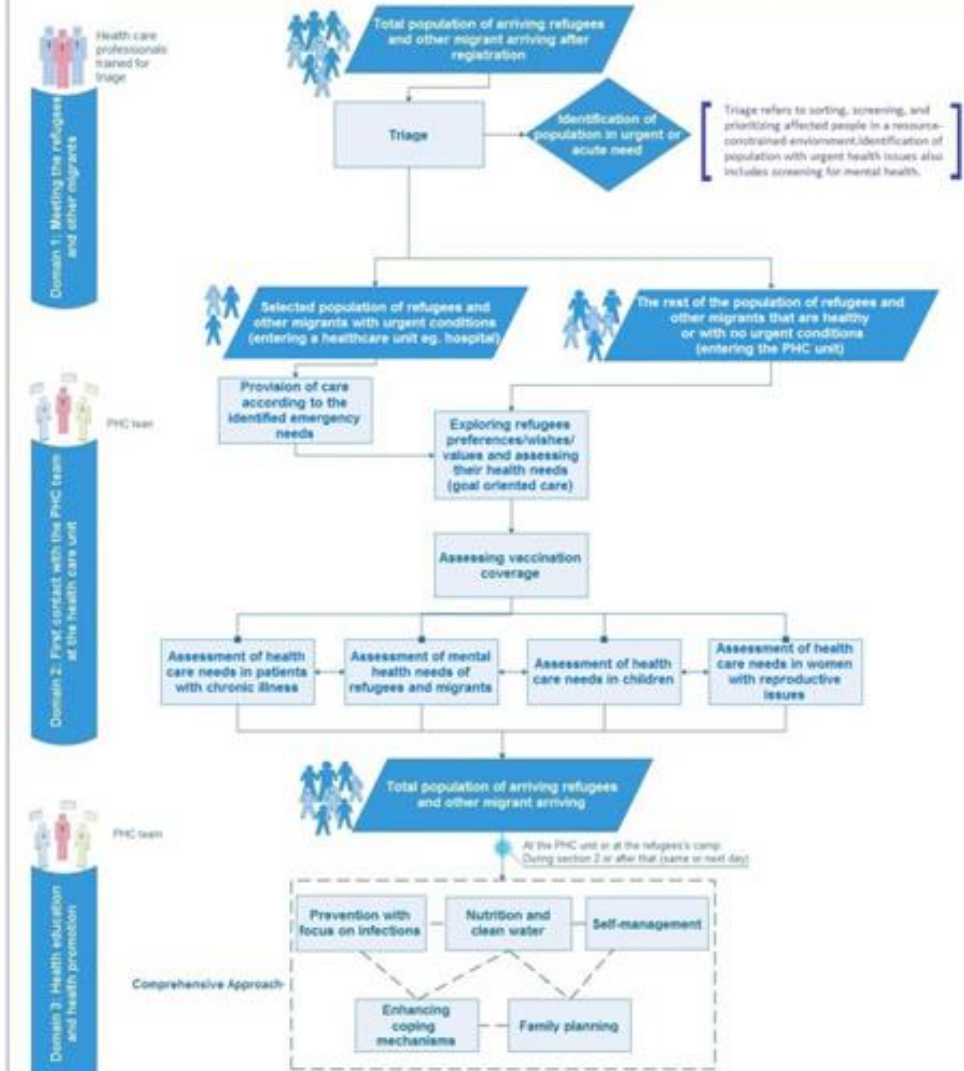 Health care
professionals
trained for
triage
Total population of arriving refugees
and other migrant arriving after
registration
Triage
Identification of
population in urgent or
acute need
Triage refers to sorting, screening, and
prioritizing affected people in a resource-
constrained enviornment.Identification of
population with urgent health issues also
includes screening for mental health.
Domain 1: Meeting the refugees
and other migrants
Selected population of refugees and
other migrants with urgent conditions
(entering a healthcare unit eg. hospital)
The rest of the population of refugees and
other migrants that are healthy
or with no urgent conditions
(entering the PHC unit)
Provision of care
according to the
identified emergency
needs
PHC team
Exploring refugees
preferences/wishes/
values and assessing
their health needs
(goal oriented care)
Domain 2: First contact with the PHC team
at the health care unit
Assessing vaccination
coverage
Assessment of health
care needs in patients
with chronic illness
Assessment of mental
health needs of
refugees and migrants
Assessment of health
care needs in children
Assessment of health
care needs in women
with reproductive
issues
Total population of arriving refugees
and other migrant arriving
PHC team
At the PHC unit or at the refugees's camp
During section 2 or after that (same or next day)
Domain 3: Health education
and health promotion
Prevention with
focus on infections
Nutrition and
clean water
Self-management
Comprehensive Approach
Enhancing
coping
mechanisms
Family planning